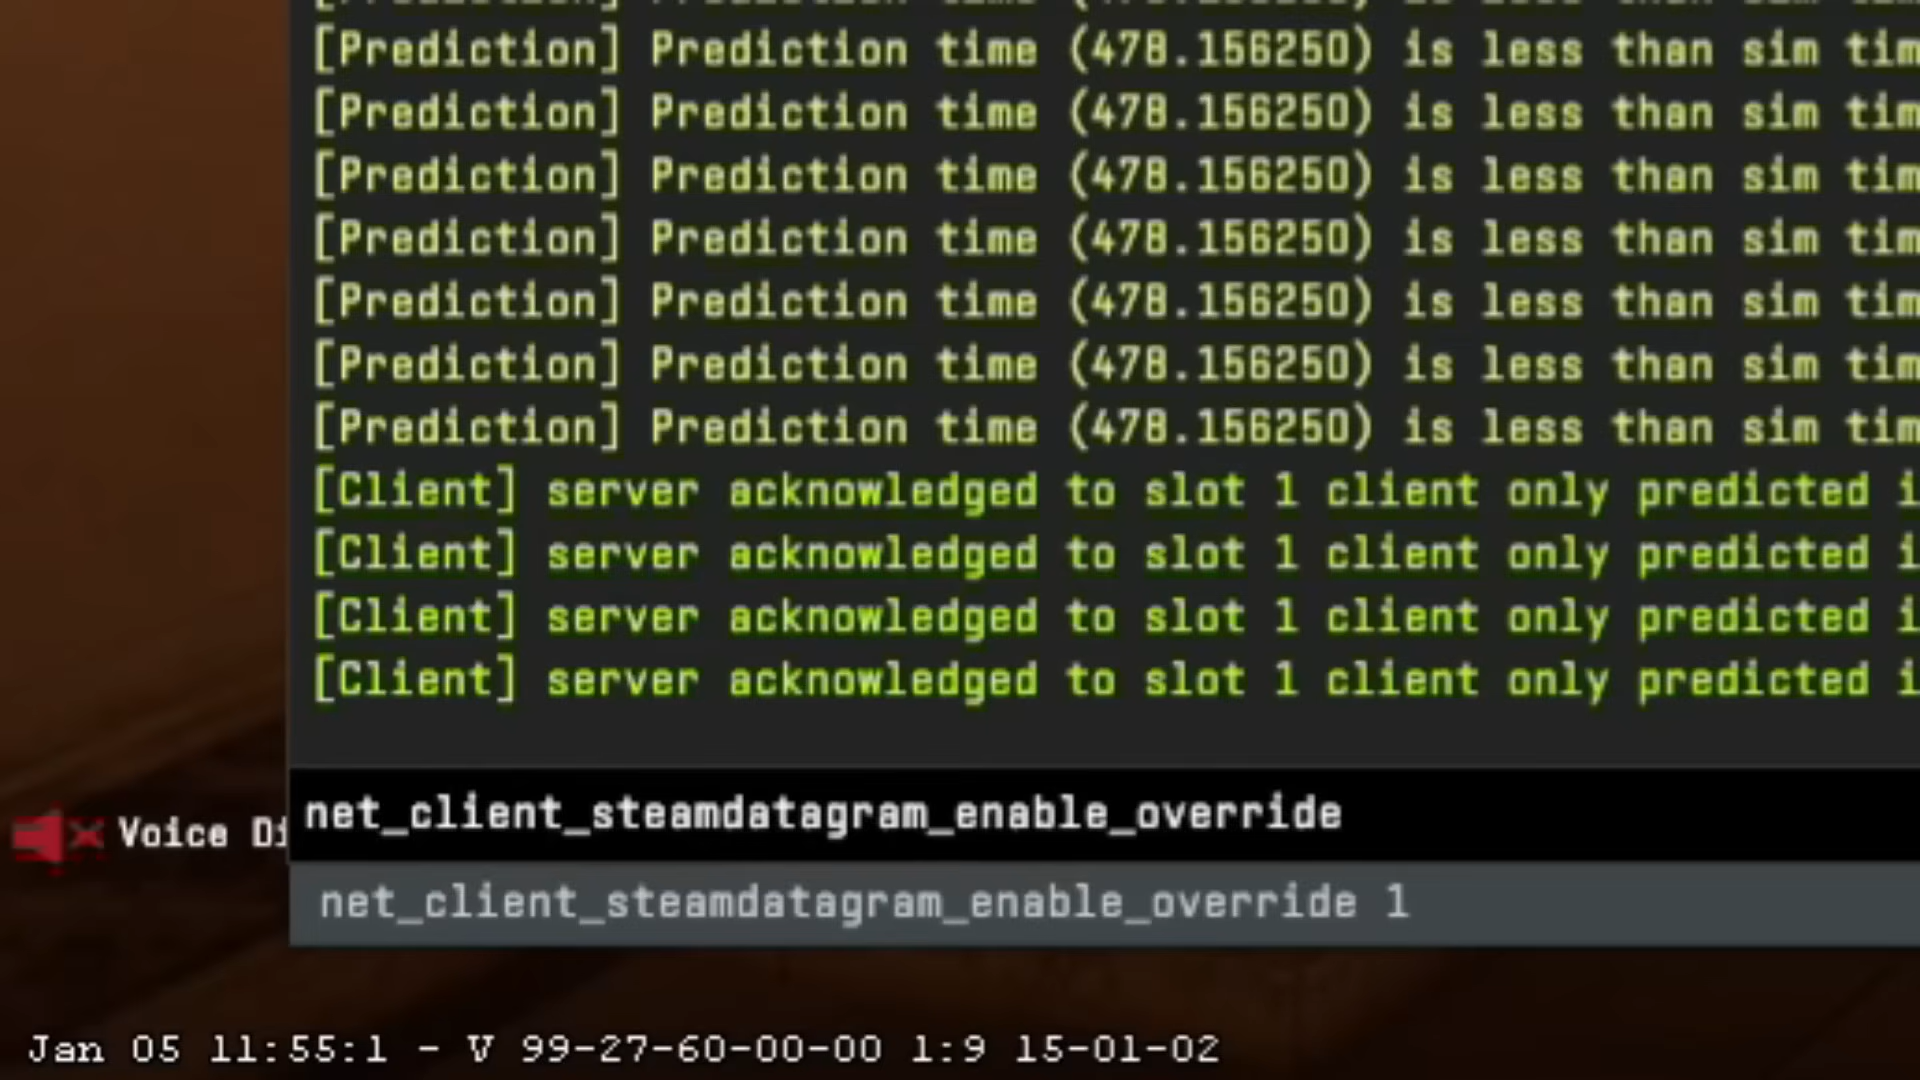 [Prediction] Prediction time (478.156250) is less than sim tim
[Prediction] Prediction time (478.156250) is less than sim tim
[Prediction] Prediction time (478.156250) is less than sim tim
[Prediction] Prediction time (478.156250) is less than sim tim
[Prediction] Prediction time (478.156250) is less than sim tim
[Prediction] Prediction time (478.156250) is less than sim tim
[Prediction] Prediction time (478.156250) is less than sim tim
[Client] server acknowledged to slot 1 client only predicted i
[Client] server acknowledged to slot 1 client only predicted i
[Client] server acknowledged to slot 1 client only predicted i
[Client] server acknowledged to slot 1 client only predicted i
net_client_steamdatagram_enable_override
Voice Di
net_client_steamdatagram_enable_override 1
Jan 05 11:55:1 - V 99-27-60-00-00 1:9 15-01-02